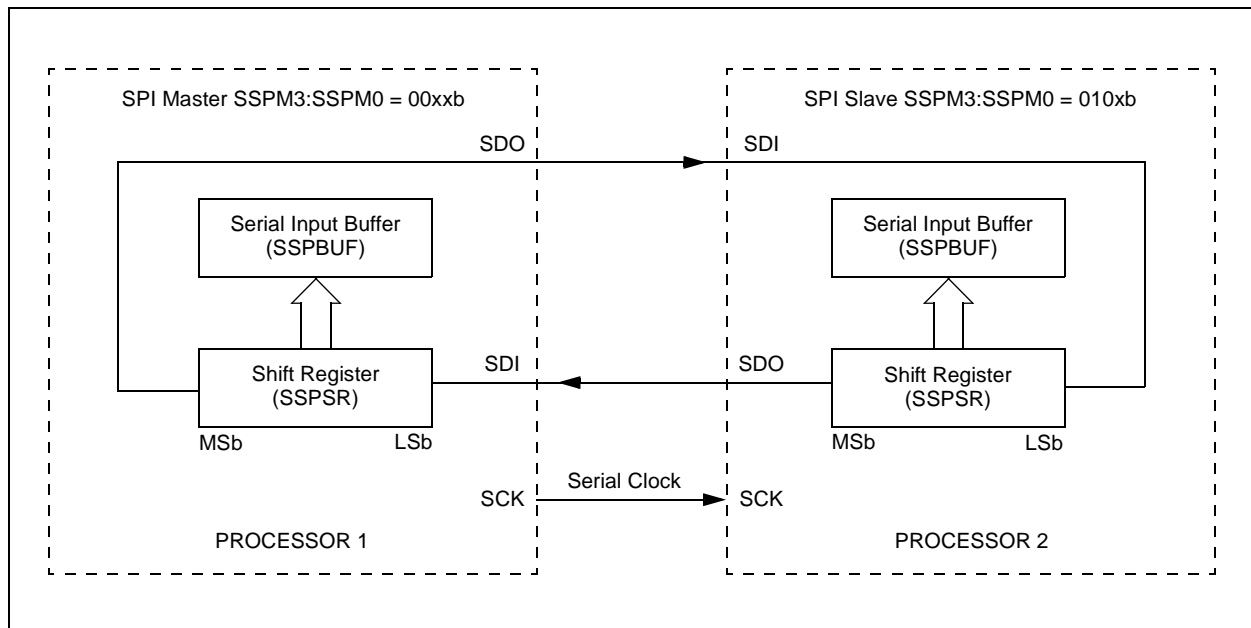 SPI Master SSPM3:SSPM0 = 00xxb
SPI Slave SSPM3:SSPM0 = 010xb
SDO
SDI
Serial Input Buffer
(SSPBUF)
Serial Input Buffer
(SSPBUF)
Shift Register
(SSPSR)
SDI
SDO
Shift Register
(SSPSR)
MSb
LSb
MSb
LSb
SCK
Serial Clock
SCK
PROCESSOR 1
PROCESSOR 2